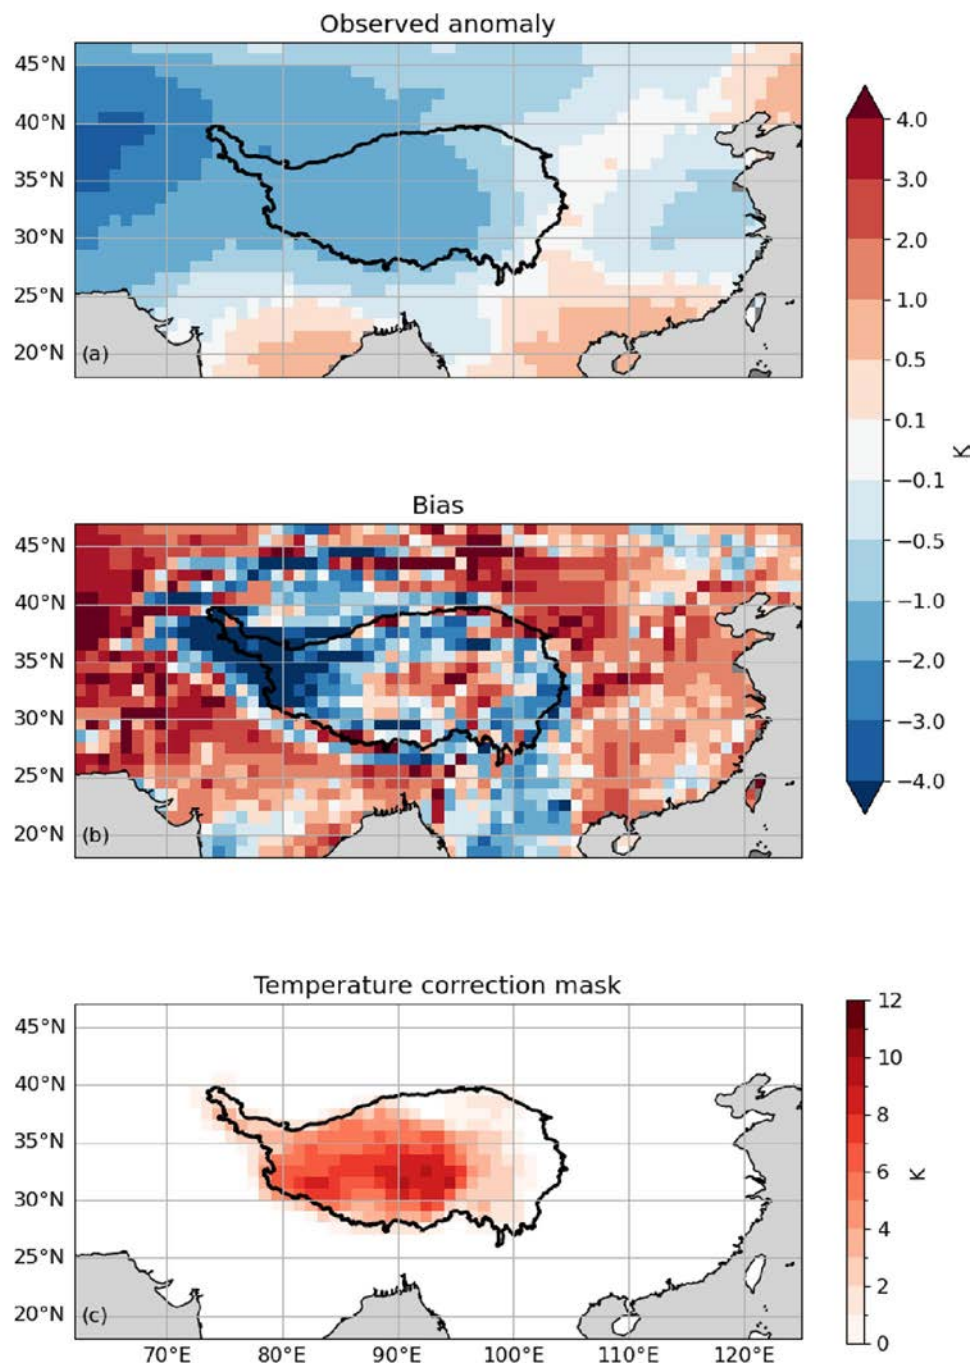 Observed anomaly
45°N
40°N
35°N
30°N
25°N
20°N
(a)
4.0
3.0
2.0
1.0
0.5
0.1
−0.1
−0.5
−1.0
−2.0
−3.0
−4.0
K
Bias
45°N
40°N
35°N
30°N
25°N
20°N
(b)
Temperature correction mask
45°N
40°N
35°N
30°N
25°N
20°N
(c)
70°E 80°E 90°E 100°E 110°E 120°E
12
10
8
6
4
2
0
K